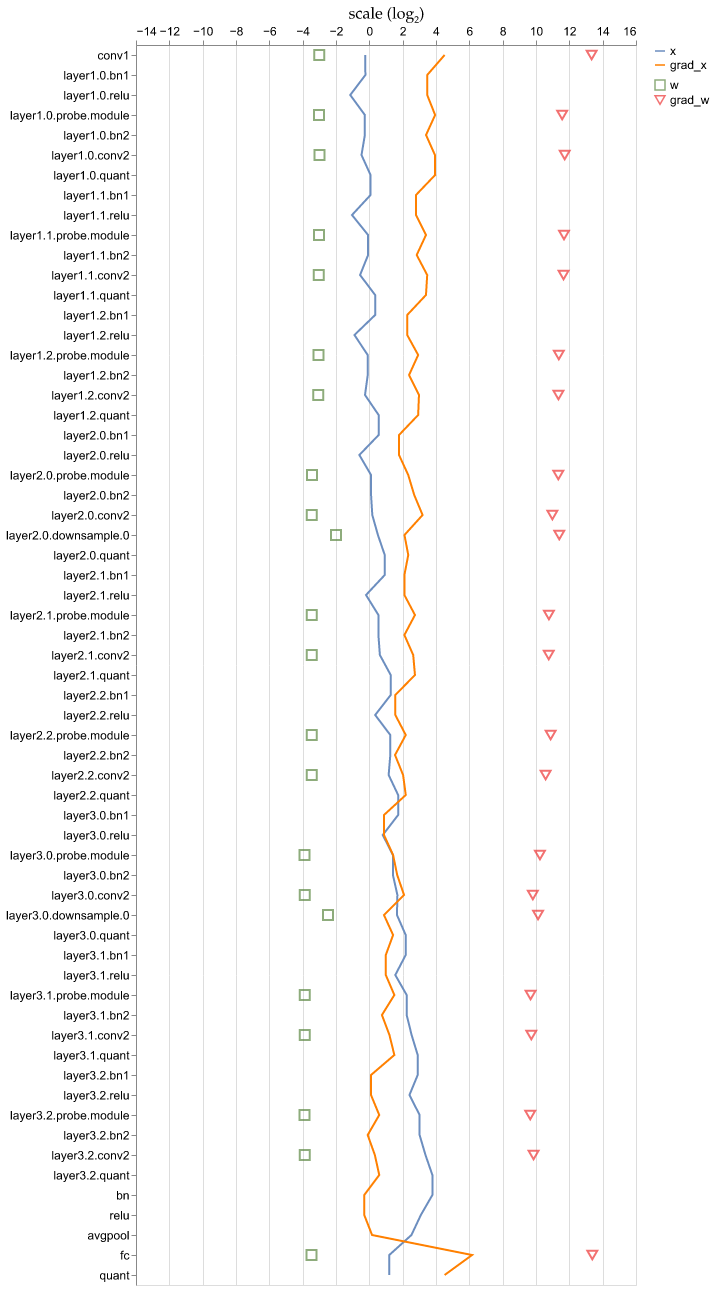 scale (log₂)
−14 −12 −10 −8 −6 −4 −2 0 2 4 6 8 10 12 14 16
x
grad_x
w
grad_w
conv1
layer1.0.bn1
layer1.0.relu
layer1.0.probe.module
layer1.0.bn2
layer1.0.conv2
layer1.0.quant
layer1.1.bn1
layer1.1.relu
layer1.1.probe.module
layer1.1.bn2
layer1.1.conv2
layer1.1.quant
layer1.2.bn1
layer1.2.relu
layer1.2.probe.module
layer1.2.bn2
layer1.2.conv2
layer1.2.quant
layer2.0.bn1
layer2.0.relu
layer2.0.probe.module
layer2.0.bn2
layer2.0.conv2
layer2.0.downsample.0
layer2.0.quant
layer2.1.bn1
layer2.1.relu
layer2.1.probe.module
layer2.1.bn2
layer2.1.conv2
layer2.1.quant
layer2.2.bn1
layer2.2.relu
layer2.2.probe.module
layer2.2.bn2
layer2.2.conv2
layer2.2.quant
layer3.0.bn1
layer3.0.relu
layer3.0.probe.module
layer3.0.bn2
layer3.0.conv2
layer3.0.downsample.0
layer3.0.quant
layer3.1.bn1
layer3.1.relu
layer3.1.probe.module
layer3.1.bn2
layer3.1.conv2
layer3.1.quant
layer3.2.bn1
layer3.2.relu
layer3.2.probe.module
layer3.2.bn2
layer3.2.conv2
layer3.2.quant
bn
relu
avgpool
fc
quant